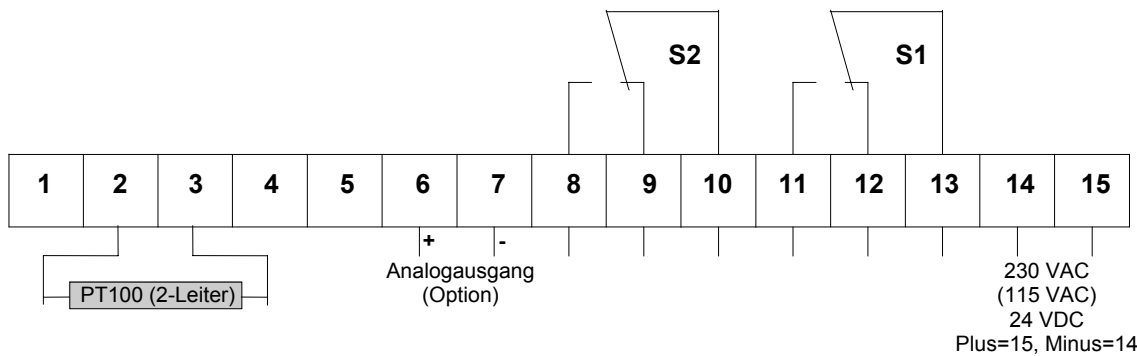 S2 S1
1 2 3 4 5 6 7 8 9 10 11 12 13 14 15
+ -
PT100 (2-Leiter)
Analogausgang
(Option)
230 VAC
(115 VAC)
24 VDC
Plus=15, Minus=14